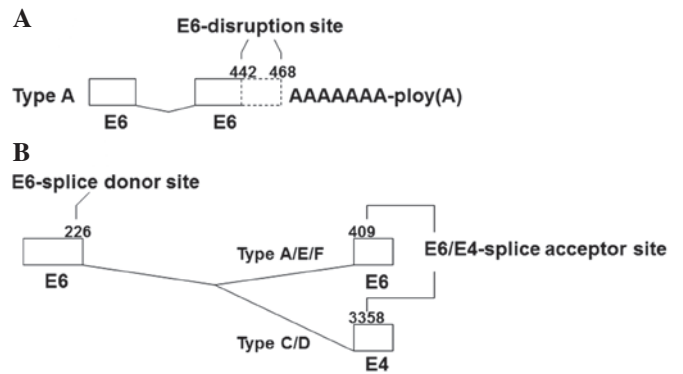 A
E6-disruption site
442 468
Type A AAAAAAA-ploy(A)
E6 E6
B
E6-splice donor site
226 Type A/E/F 409
E6/E4-splice acceptor site
E6 E6
3358
Type C/D
E4